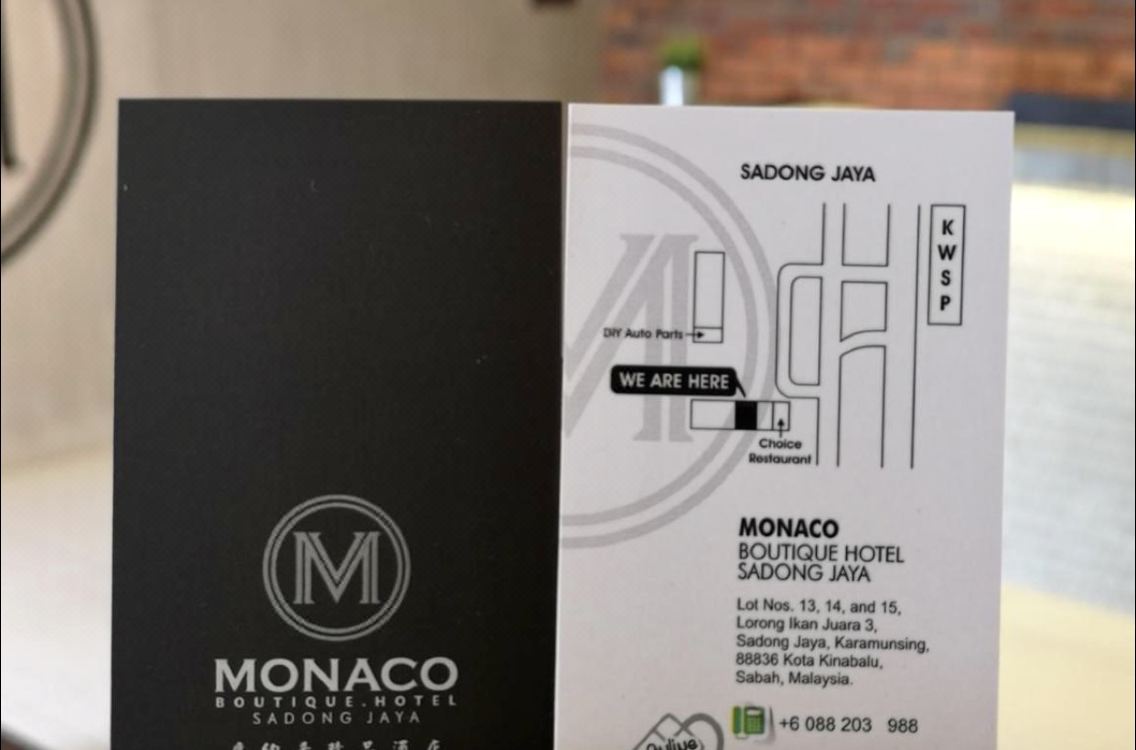 M
MONACO
BOUTIQUE.HOTEL
SADONG JAYA
SADONG JAYA
KWSP
DIY Auto Parts
WE ARE HERE
Choice
Restaurant
MONACO
BOUTIQUE HOTEL
SADONG JAYA
Lot Nos. 13, 14, and 15,
Lorong Ikan Juara 3,
Sadong Jaya, Karamunsing,
88836 Kota Kinabalu,
Sabah, Malaysia.
+6 088 203 988